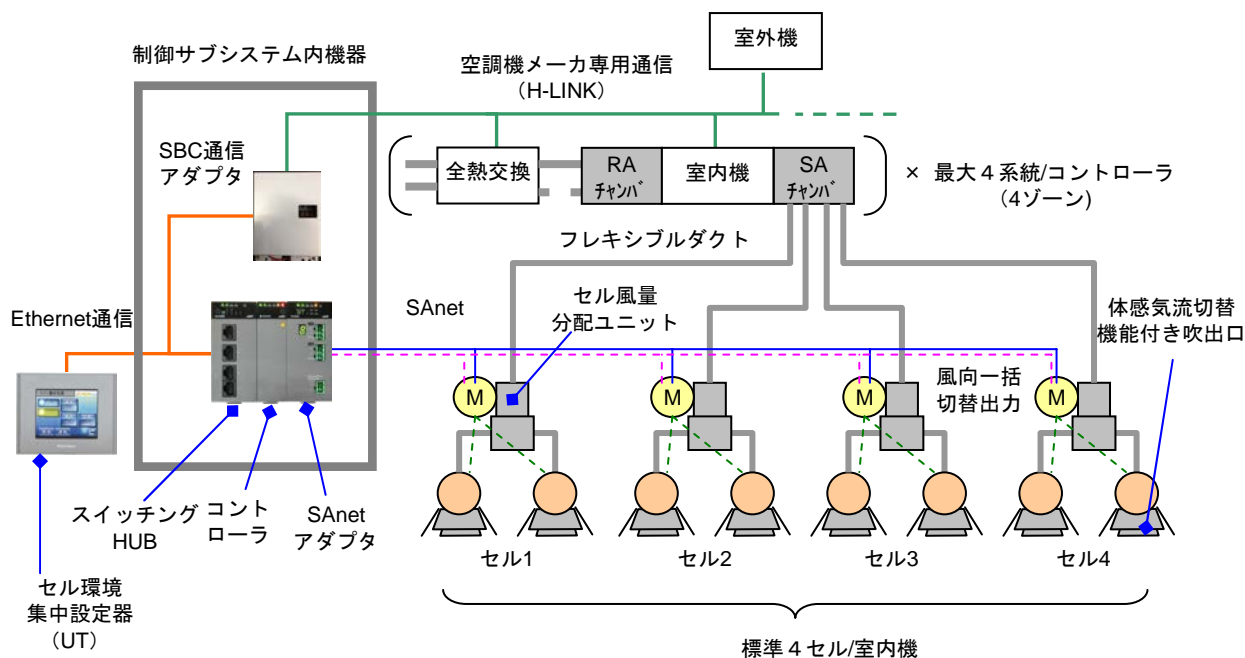 室外機
制御サブシステム内機器
空調機メーカ専用通信
（H-LINK）
SBC通信
アダプタ
全熱交換
RA
ﾁｬﾝﾊﾞ
室内機
SA
ﾁｬﾝﾊﾞ
× 最大４系統/コントローラ
（4ゾーン)
フレキシブルダクト
Ethernet通信
SAnet
セル風量
分配ユニット
体感気流切替
機能付き吹出口
風向一括
切替出力
M
M
M
M
スイッチング
HUB
コント
ローラ
SAnet
アダプタ
セル1
セル2
セル3
セル4
セル環境
集中設定器
（UT）
標準４セル/室内機